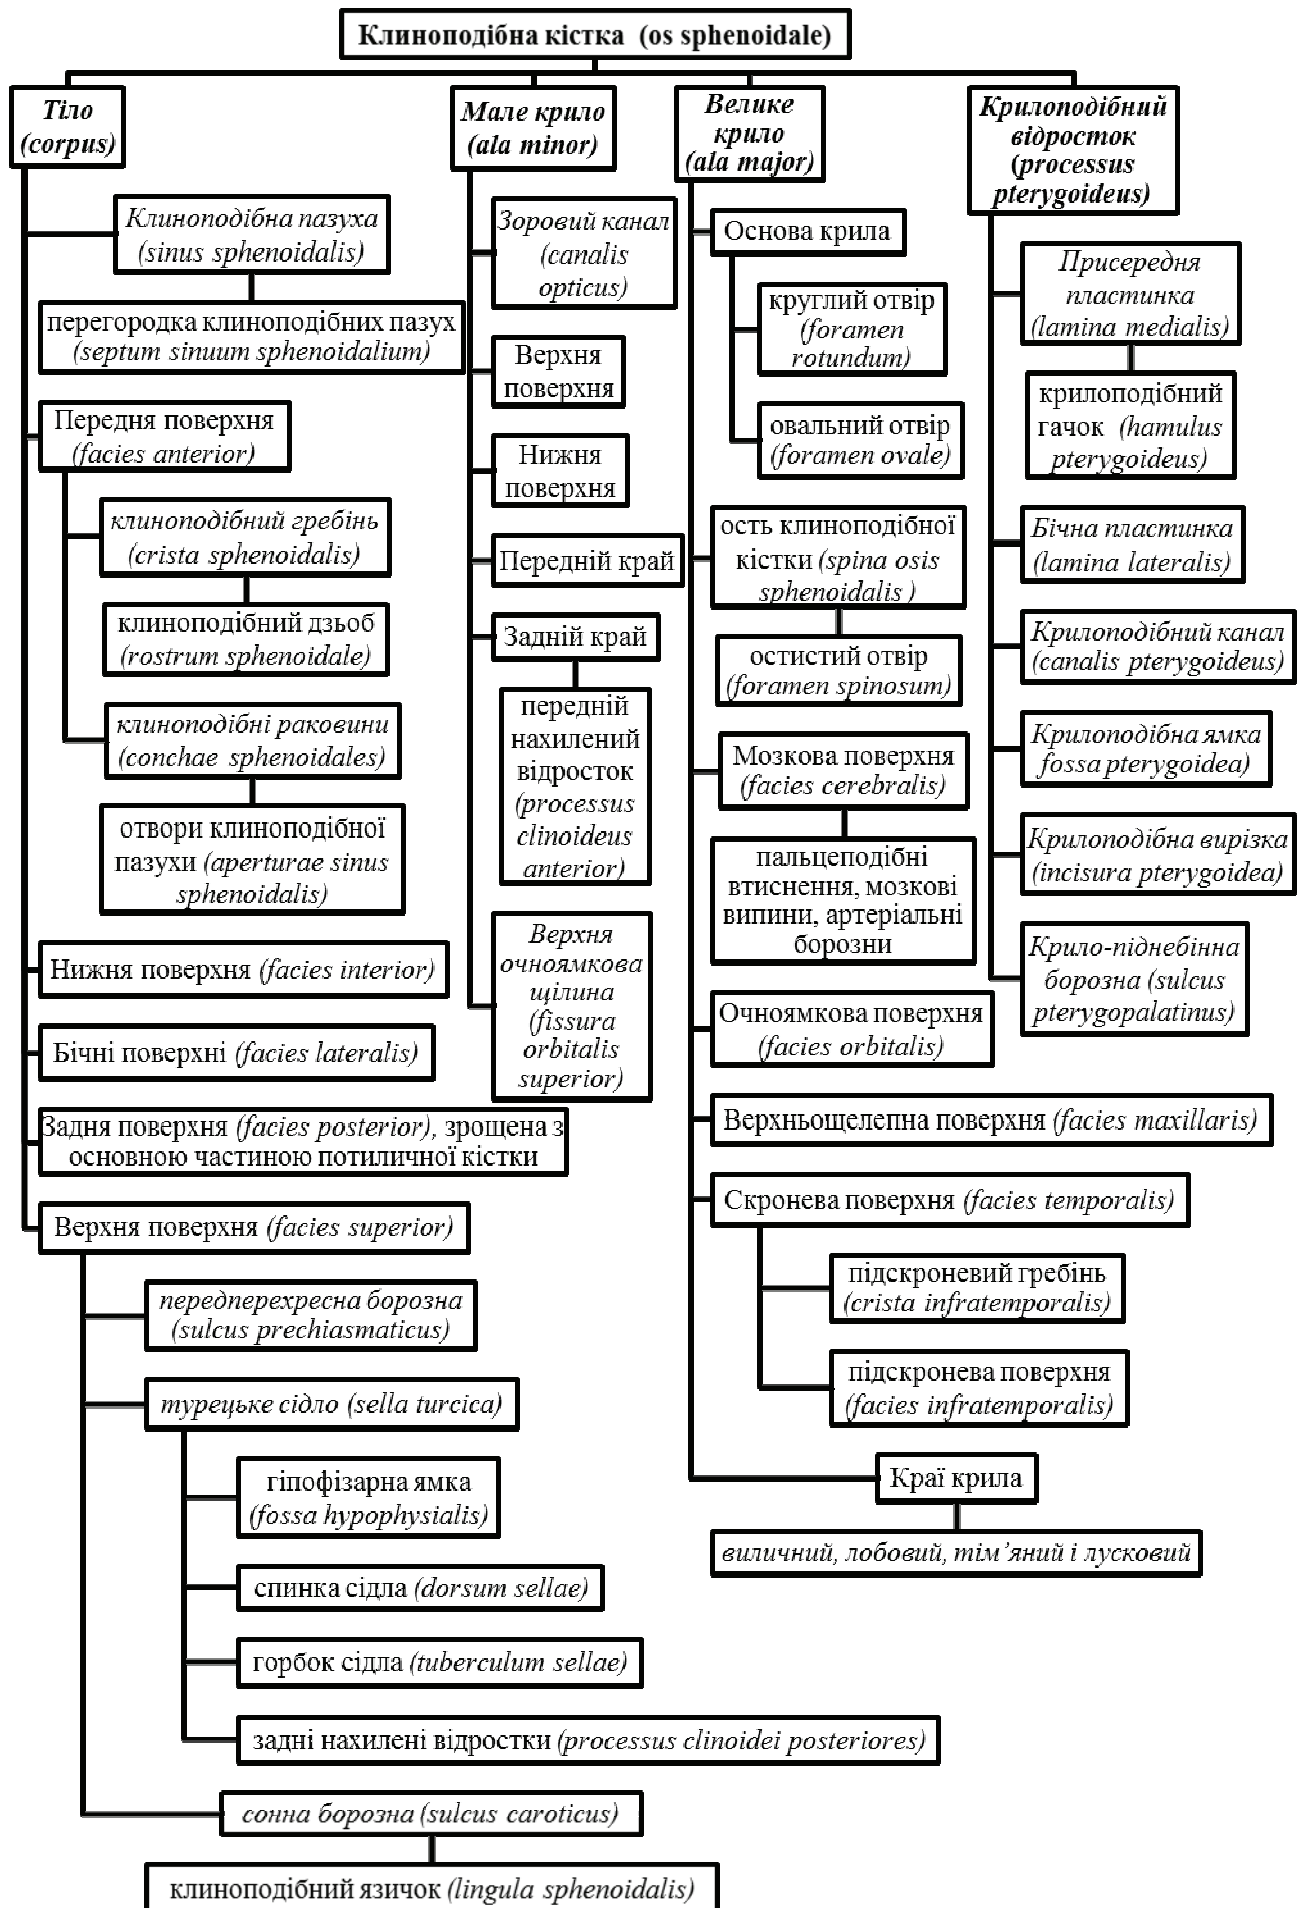 Клиноподібна кістка (os sphenoidale)
Тіло
(corpus)
Клиноподібна пазуха
(sinus sphenoidalis)
перегородка клиноподібних пазух
(septum sinuum sphenoidalium)
Передня поверхня
(facies anterior)
клиноподібний гребінь
(crista sphenoidalis)
клиноподібний дзьоб
(rostrum sphenoidale)
клиноподібні раковини
(conchae sphenoidales)
отвори клиноподібної
пазухи (aperturae sinus
sphenoidalis)
Нижня поверхня (facies interior)
Бічні поверхні (facies lateralis)
Задня поверхня (facies posterior), зрощена з
основною частиною потиличної кістки
Верхня поверхня (facies superior)
передперехресна борозна
(sulcus prechiasmaticus)
турецьке сідло (sella turcica)
гіпофізарна ямка
(fossa hypophysialis)
спинка сідла (dorsum sellae)
горбок сідла (tuberculum sellae)
задні нахилені відростки (processus clinoidei posteriores)
сонна борозна (sulcus caroticus)
клиноподібний язичок (lingula sphenoidalis)
Мале крило
(ala minor)
Зоровий канал
(canalis
opticus)
Верхня
поверхня
Нижня
поверхня
Передній край
Задній край
передній
нахилений
відросток
(processus
clinoideus
anterior)
Верхня
очноямкова
щілина
(fissura
orbitalis
superior)
Велике
крило
(ala major)
Основа крила
круглий отвір
(foramen
rotundum)
овальний отвір
(foramen ovale)
ость клиноподібної
кістки (spina osis
sphenoidalis )
остистий отвір
(foramen spinosum)
Мозкова поверхня
(facies cerebralis)
пальцеподібні
втиснення, мозкові
випини, артеріальні
борозни
Очноямкова поверхня
(facies orbitalis)
Верхньощелепна поверхня (facies maxillaris)
Скронева поверхня (facies temporalis)
підскроневий гребінь
(crista infratemporalis)
підскронева поверхня
(facies infratemporalis)
Краї крила
виличний, лобовий, тім’яний і лусковий
Крилоподібний
відросток
(processus
pterygoideus)
Присередня
пластинка
(lamina medialis)
крилоподібний
гачок (hamulus
pterygoideus)
Бічна пластинка
(lamina lateralis)
Крилоподібний канал
(canalis pterygoideus)
Крилоподібна ямка
fossa pterygoidea)
Крилоподібна вирізка
(incisura pterygoidea)
Крило-піднебінна
борозна (sulcus
pterygopalatinus)